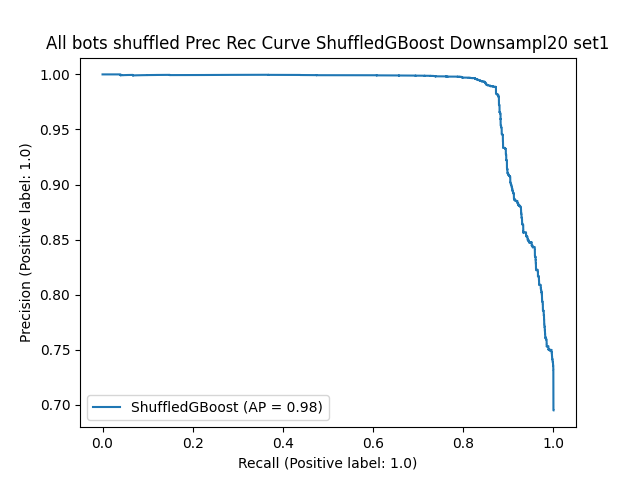 All bots shuffled Prec Rec Curve ShuffledGBoost Downsampl20 set1
1.00
0.95
0.90
0.85
0.80
0.75
0.70
Precision (Positive label: 1.0)
ShuffledGBoost (AP = 0.98)
0.0 0.2 0.4 0.6 0.8 1.0
Recall (Positive label: 1.0)